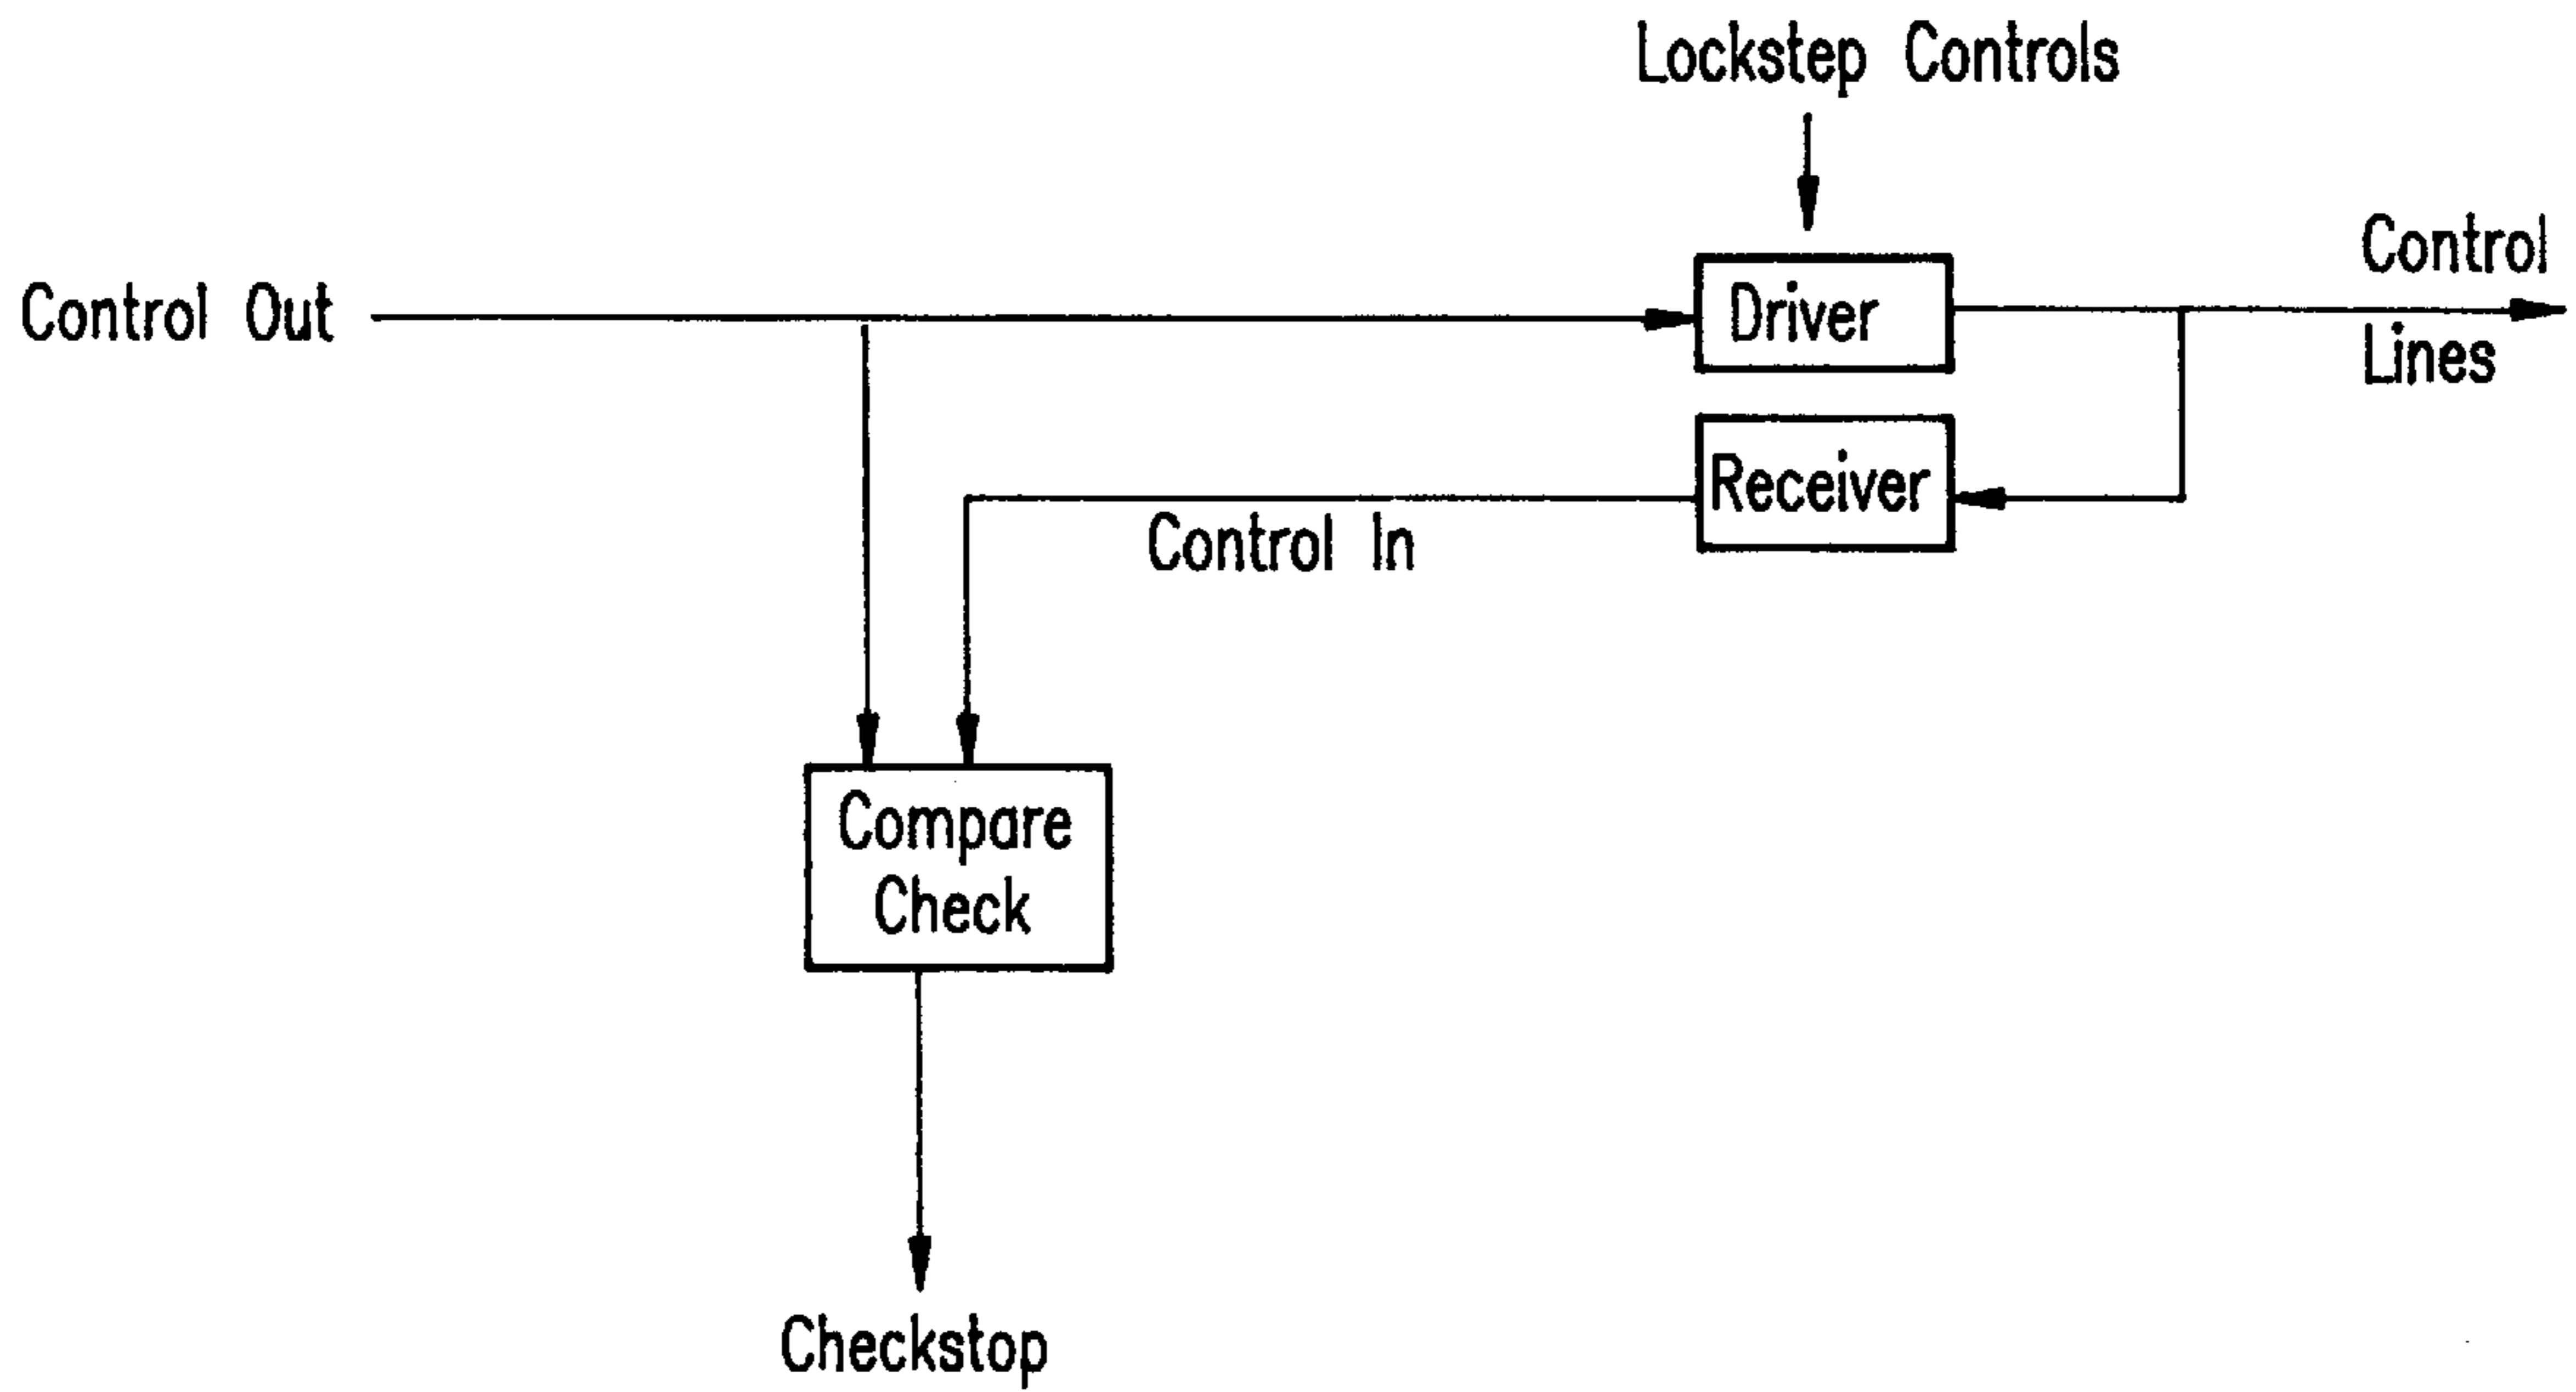 Lockstep Controls
Control
Control Out
Driver
Lines
Receiver
Control In
Compare
Check
Checkstop